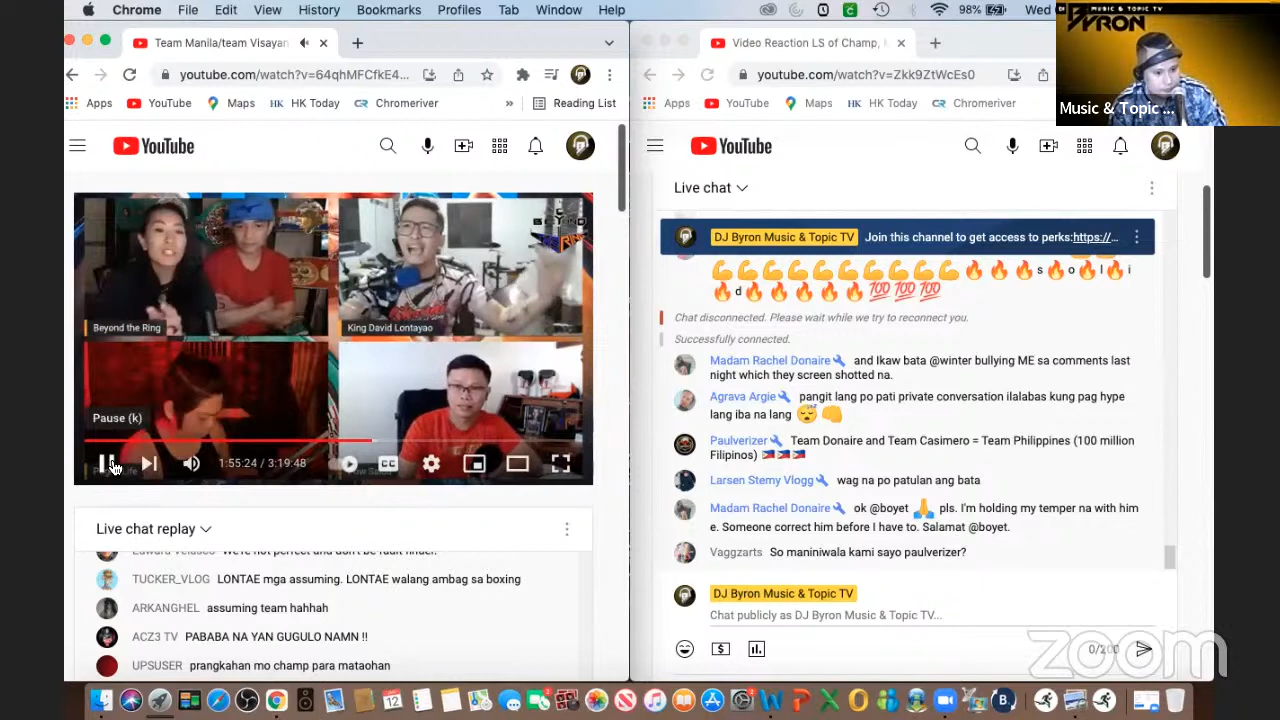 Chrome File Edit View History Bookmarks Profiles Tab Window Help 98%
Team Manila/team Visayan
Video Reaction LS of Champ,
youtube.com/watch?v=64qhMFCfkE4...
youtube.com/watch?v=Zkk9ZtWcEs0
Apps YouTube Maps HK HK Today CR Chromeriver » Reading List
Apps YouTube Maps HK HK Today CR Chromeriver
MUSIC & TOPIC TV
BYRON
Music & Topic ...
YouTube
YouTube
BEYOND
Beyond the Ring
King David Lontayao
Pause (k)
1:55:24 / 3:19:48
CC
Live chat replay
We're not perfect and don't be fault finder
TUCKER_VLOG LONTAE mga assuming. LONTAE walang ambag sa boxing
ARKANGHEL assuming team hahhah
ACZ3 TV PABABA NA YAN GUGULO NAMN !!
UPSUSER prangkahan mo champ para mataohan
Live chat
DJ Byron Music & Topic TV Join this channel to get access to perks:https://...
💪💪💪💪💪💪💪💪💪💪🔥🔥🔥s🔥o🔥l🔥i
🔥d🔥🔥🔥🔥🔥💯💯💯
Chat disconnected. Please wait while we try to reconnect you.
Successfully connected.
Madam Rachel Donaire and Ikaw bata @winter bullying ME sa comments last
night which they screen shotted na.
Agrava Argie pangit lang po pati private conversation ilalabas kung pag hype
lang iba na lang 😴👊
Paulverizer Team Donaire and Team Casimero = Team Philippines (100 million
Filipinos) 🇵🇭🇵🇭🇵🇭
Larsen Stemy Vlogg wag na po patulan ang bata
Madam Rachel Donaire ok @boyet 🙏 pls. I'm holding my temper na with him
e. Someone correct him before I have to. Salamat @boyet.
Vaggzarts So maniniwala kami sayo paulverizer?
DJ Byron Music & Topic TV
Chat publicly as DJ Byron Music & Topic TV...
0/200
zoom